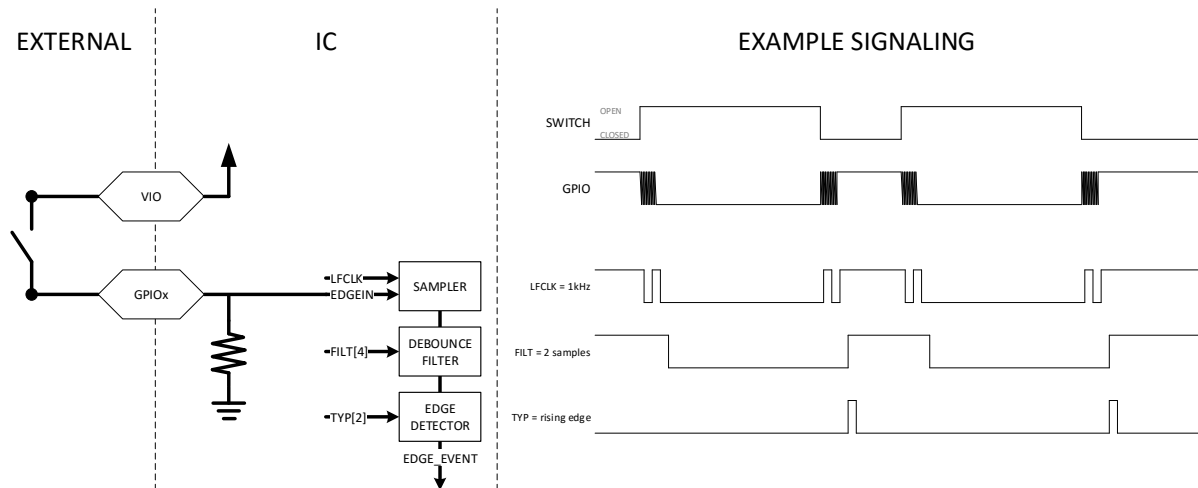 EXTERNAL
IC
EXAMPLE SIGNALING
SWITCH
OPEN
CLOSED
GPIO
VIO
GPIOx
LFCLK
EDGEIN
SAMPLER
FILT[4]
DEBOUNCE
FILTER
TYP[2]
EDGE
DETECTOR
EDGE_EVENT
LFCLK = 1kHz
FILT = 2 samples
TYP = rising edge